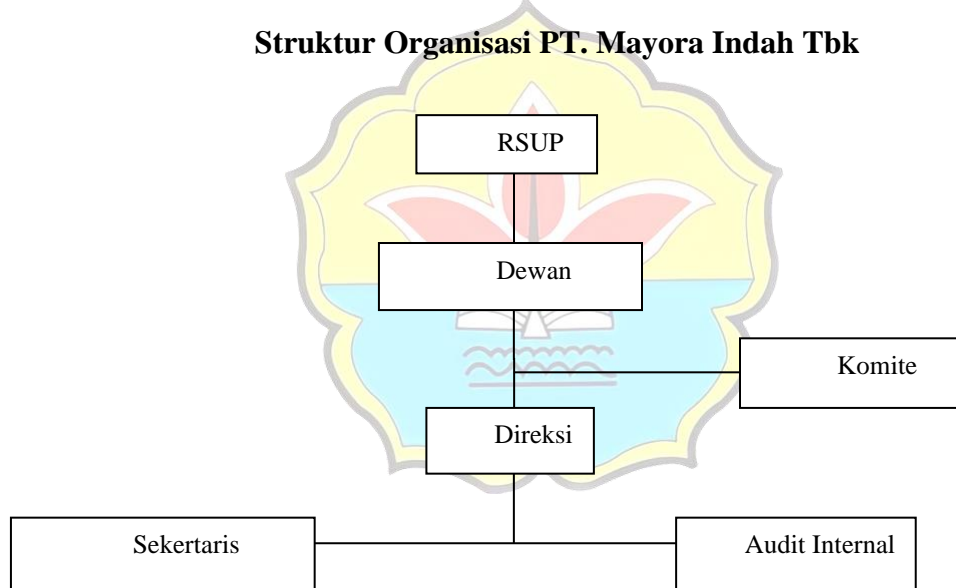 Struktur Organisasi PT. Mayora Indah Tbk
RSUP
Dewan
Komite
Direksi
Sekertaris
Audit Internal